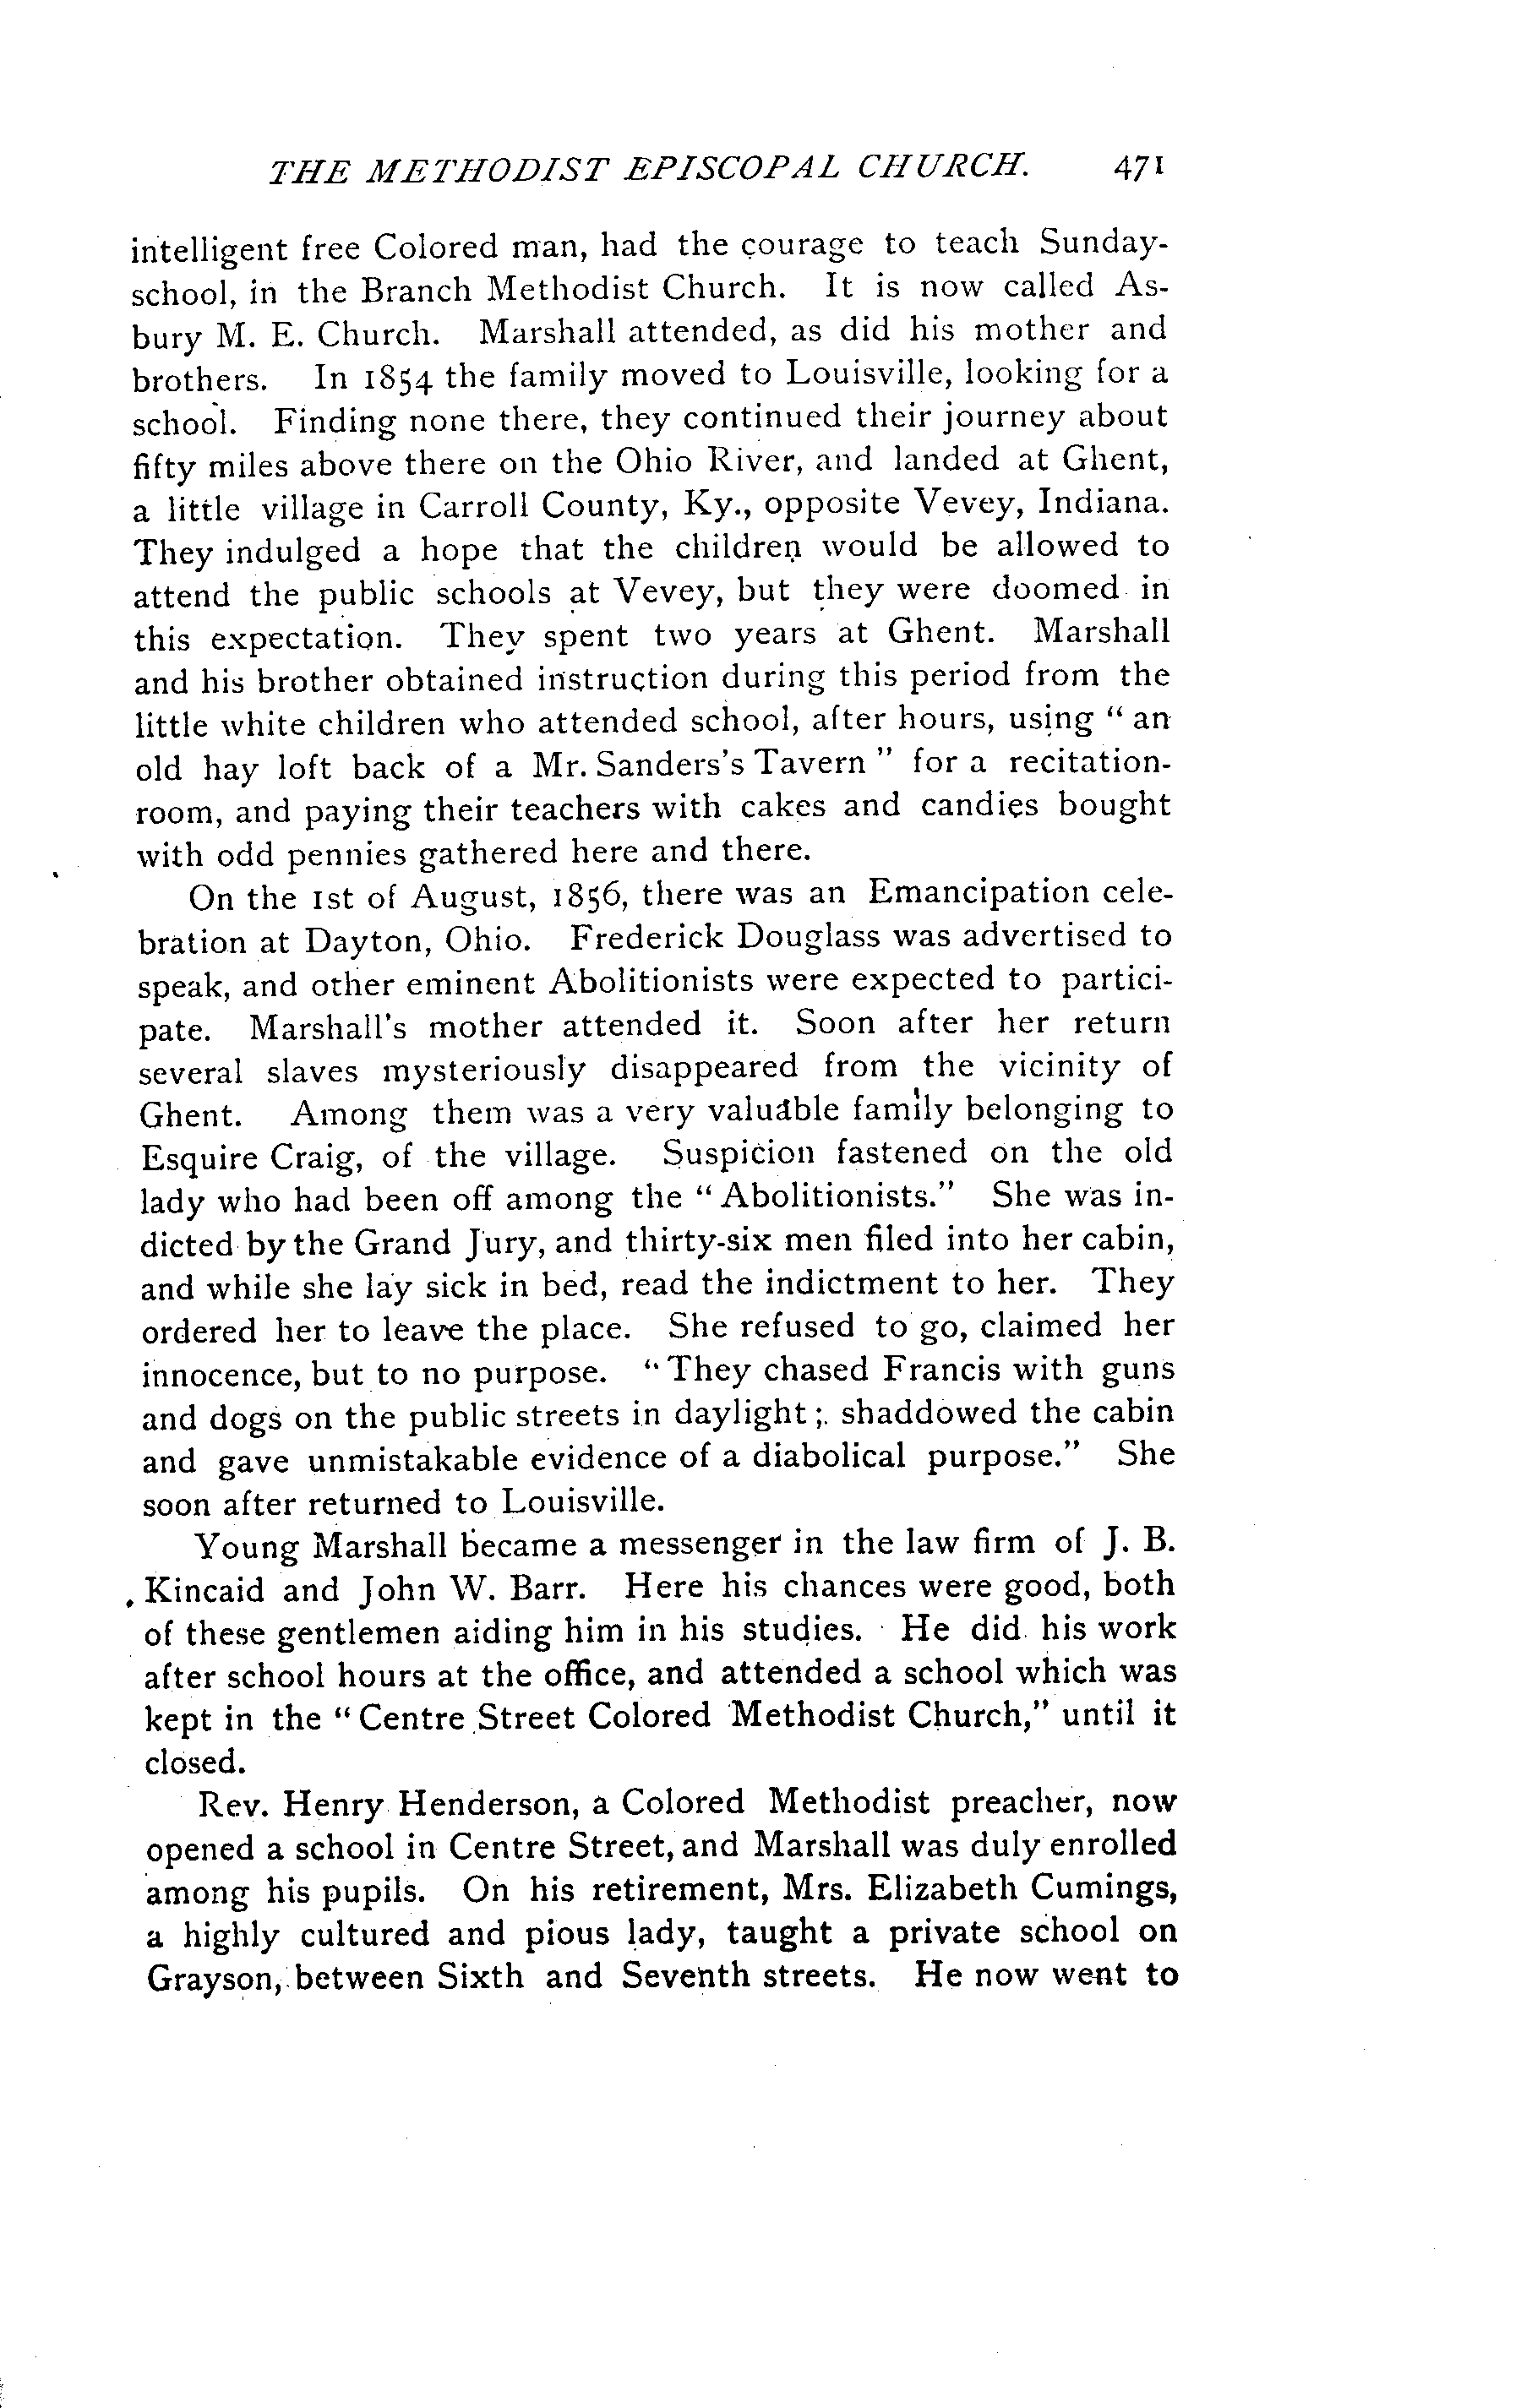 THE METHODIST EPISCOPAL CHURCH. 471
intelligent free Colored man, had the courage to teach Sunday-
school, in the Branch Methodist Church. It is now called As-
bury M. E. Church. Marshall attended, as did his mother and
brothers. In 1854 the family moved to Louisville, looking for a
school. Finding none there, they continued their journey about
fifty miles above there on the Ohio River, and landed at Ghent,
a little village in Carroll County, Ky., opposite Vevey, Indiana.
They indulged a hope that the children would be allowed to
attend the public schools at Vevey, but they were doomed in
this expectation. They spent two years at Ghent. Marshall
and his brother obtained instruction during this period from the
little white children who attended school, after hours, using “ an
old hay loft back of a Mr. Sanders's Tavern ” for a recitation-
room, and paying their teachers with cakes and candies bought
with odd pennies gathered here and there.
On the 1st of August, 1856, there was an Emancipation cele-
bration at Dayton, Ohio. Frederick Douglass was advertised to
speak, and other eminent Abolitionists were expected to partici-
pate. Marshall's mother attended it. Soon after her return
several slaves mysteriously disappeared from the vicinity of
Ghent. Among them was a very valuable family belonging to
Esquire Craig, of the village. Suspicion fastened on the old
lady who had been off among the “ Abolitionists.” She was in-
dicted by the Grand Jury, and thirty-six men filed into her cabin,
and while she lay sick in bed, read the indictment to her. They
ordered her to leave the place. She refused to go, claimed her
innocence, but to no purpose. “ They chased Francis with guns
and dogs on the public streets in daylight ; shaddowed the cabin
and gave unmistakable evidence of a diabolical purpose.” She
soon after returned to Louisville.
Young Marshall became a messenger in the law firm of J. B.
Kincaid and John W. Barr. Here his chances were good, both
of these gentlemen aiding him in his studies. He did his work
after school hours at the office, and attended a school which was
kept in the “ Centre Street Colored Methodist Church,” until it
closed.
Rev. Henry Henderson, a Colored Methodist preacher, now
opened a school in Centre Street, and Marshall was duly enrolled
among his pupils. On his retirement, Mrs. Elizabeth Cumings,
a highly cultured and pious lady, taught a private school on
Grayson, between Sixth and Seventh streets. He now went to